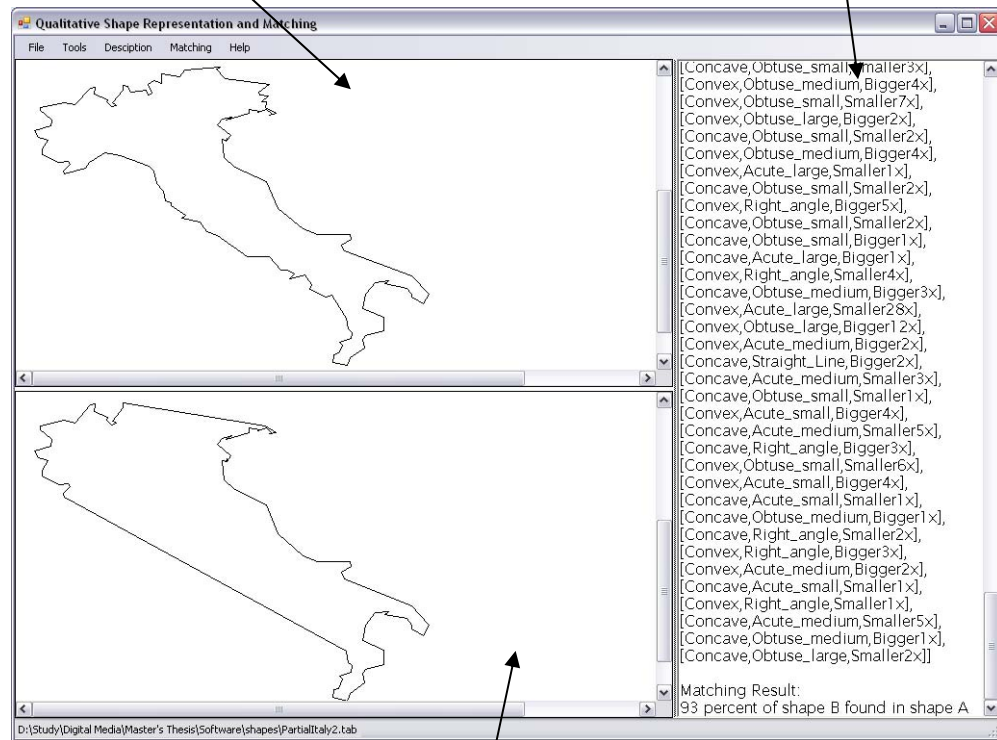 Qualitative Shape Representation and Matching
File Tools Desciption Matching Help
[Concave,Obtuse_small,Smaller3x],
[Convex,Obtuse_medium,Bigger4x],
[Convex,Obtuse_small,Smaller7x],
[Convex,Obtuse_large,Bigger2x],
[Concave,Obtuse_small,Smaller2x],
[Convex,Obtuse_medium,Bigger4x],
[Convex,Acute_large,Smaller1x],
[Concave,Obtuse_small,Smaller2x],
[Convex,Right_angle,Bigger5x],
[Concave,Obtuse_small,Smaller2x],
[Concave,Obtuse_small,Bigger1x],
[Concave,Acute_large,Bigger1x],
[Convex,Right_angle,Smaller4x],
[Concave,Obtuse_medium,Bigger3x],
[Convex,Acute_large,Smaller28x],
[Convex,Obtuse_large,Bigger12x],
[Convex,Acute_medium,Bigger2x],
[Concave,Straight_Line,Bigger2x],
[Concave,Acute_medium,Smaller3x],
[Concave,Obtuse_small,Smaller1x],
[Convex,Acute_small,Bigger4x],
[Concave,Acute_medium,Smaller5x],
[Concave,Right_angle,Bigger3x],
[Convex,Obtuse_small,Smaller6x],
[Convex,Acute_small,Bigger4x],
[Concave,Acute_small,Smaller1x],
[Concave,Obtuse_medium,Bigger1x],
[Concave,Right_angle,Smaller2x],
[Convex,Right_angle,Bigger3x],
[Convex,Acute_medium,Bigger2x],
[Concave,Acute_small,Smaller1x],
[Convex,Right_angle,Smaller1x],
[Concave,Acute_medium,Smaller5x],
[Concave,Obtuse_medium,Bigger1x],
[Concave,Obtuse_large,Smaller2x]]
Matching Result:
93 percent of shape B found in shape A
D:\Study\Digital Media\Master's Thesis\Software\shapes\PartialItaly2.tab